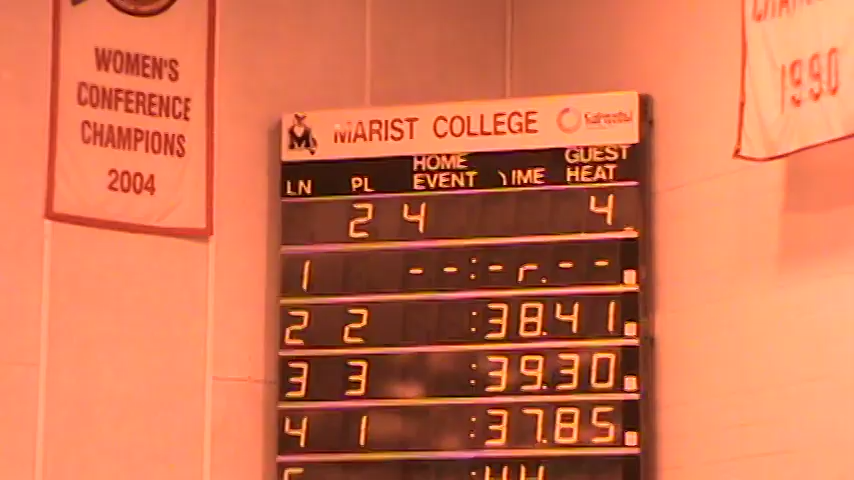 WOMEN'S
CONFERENCE
CHAMPIONS
2004
1990
M MARIST COLLEGE
HOME GUEST
LN PL EVENT TIME HEAT
24 4
1 --:-r.--
2 2 :38.41
3 3 :39.30
4 1 :37.85